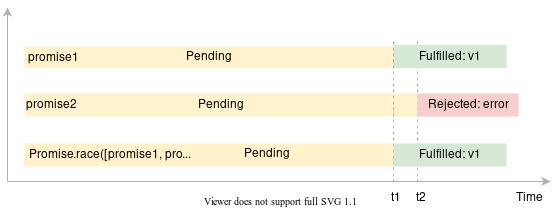 promise1 Pending Fulfilled: v1
promise2 Pending Rejected: error
Promise.race([promise1, pro... Pending Fulfilled: v1
t1 t2 Time
Viewer does not support full SVG 1.1